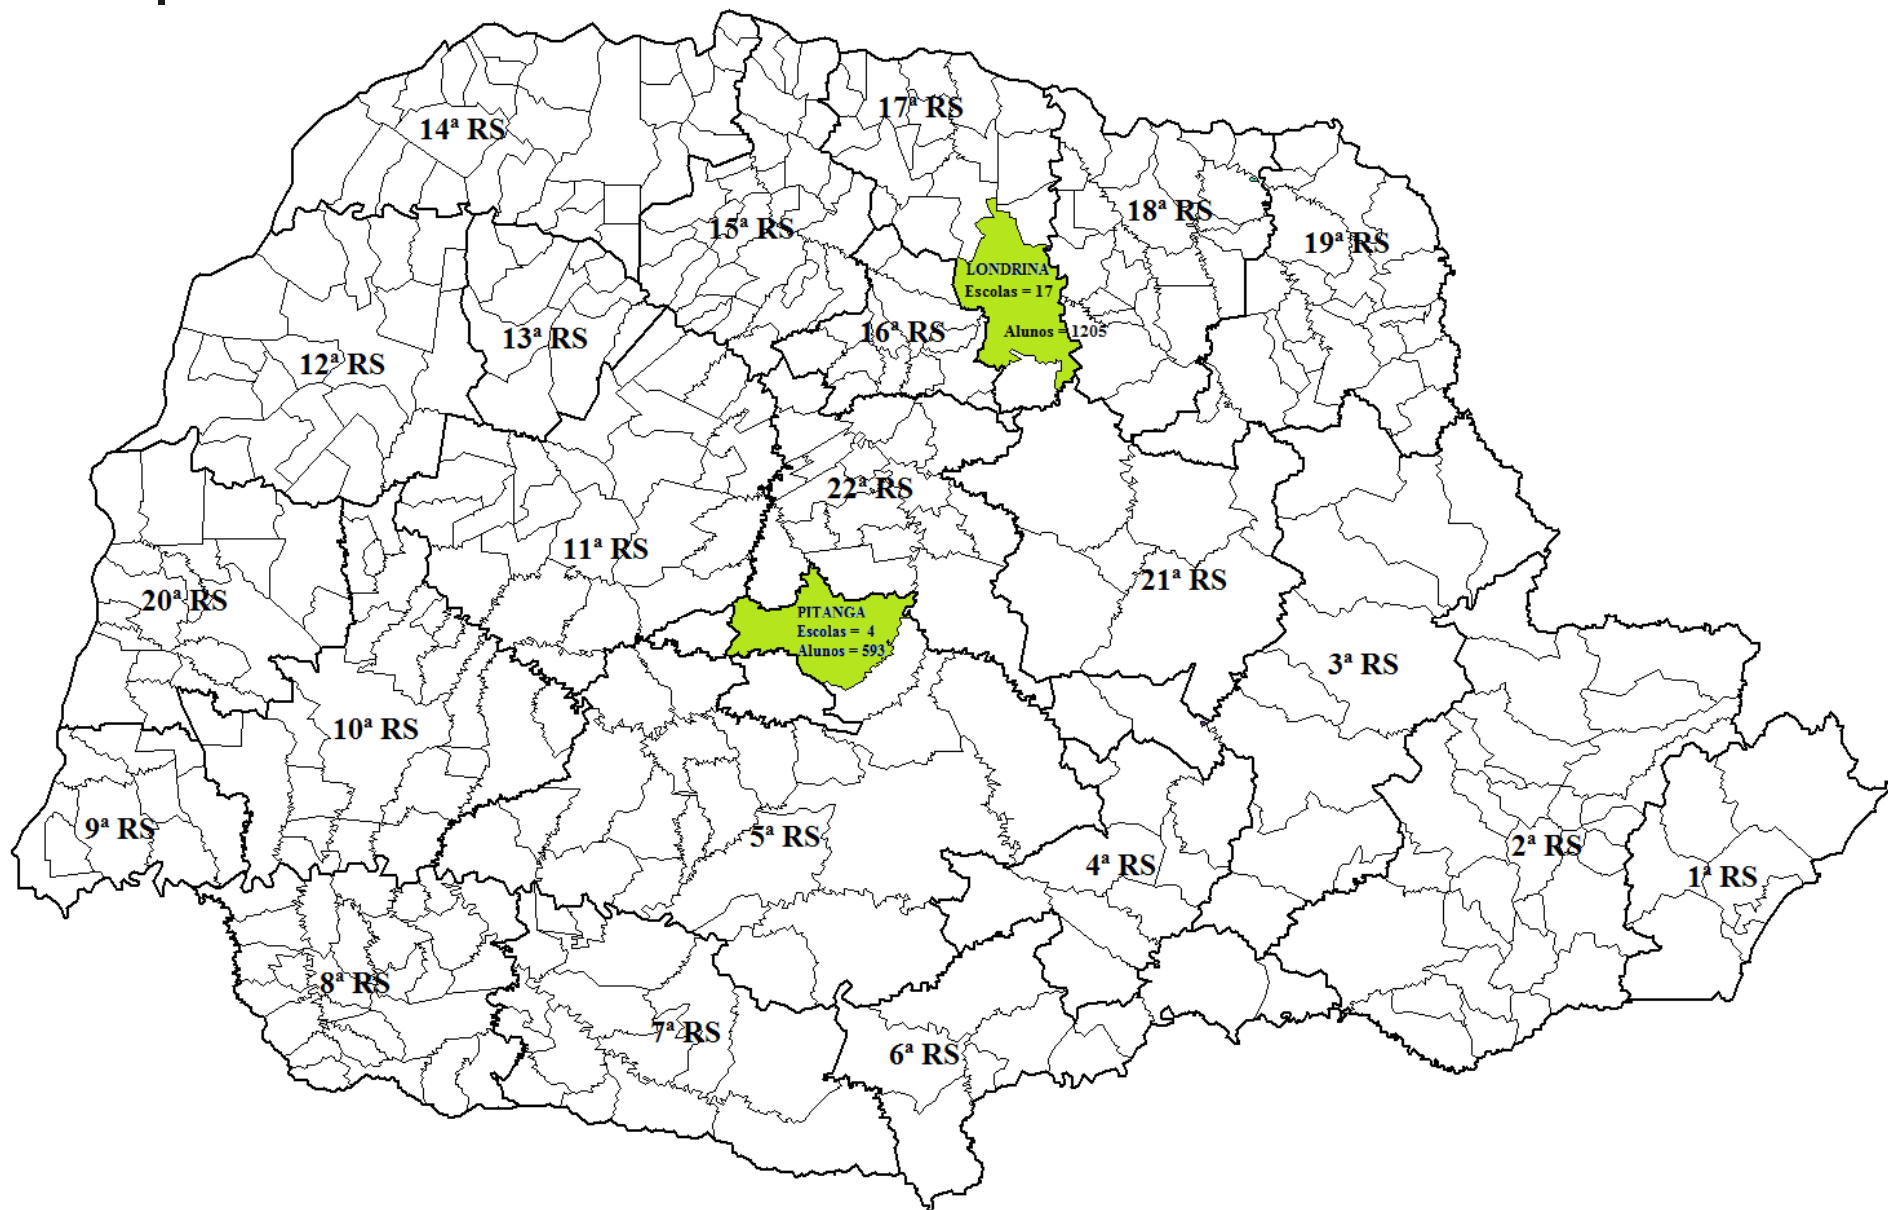 17ª RS
14ª RS
18ª RS
15ª RS
19ª RS
LONDRINA
Escolas = 17
Alunos = 1205
16ª RS
13ª RS
12ª RS
22ª RS
11ª RS
21ª RS
20ª RS
PITANGA
Escolas = 4
Alunos = 593
3ª RS
10ª RS
9ª RS
5ª RS
2ª RS
4ª RS
1ª RS
8ª RS
7ª RS
6ª RS